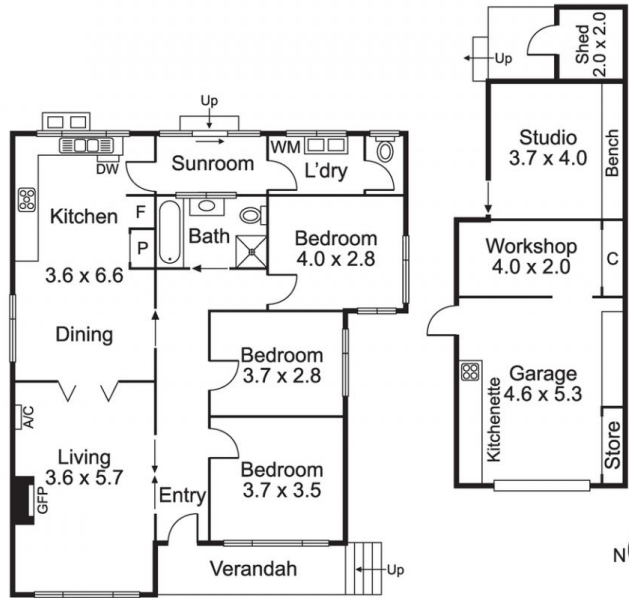 Shed
2.0 x 2.0
Up
Up
Studio
3.7 x 4.0
Bench
WM
Sunroom
L'dry
DW
Kitchen
F
P
Bath
3.6 x 6.6
Bedroom
4.0 x 2.8
Workshop
4.0 x 2.0
C
Dining
Bedroom
3.7 x 2.8
Garage
4.6 x 5.3
Kitchenette
A/C
Living
3.6 x 5.7
GFP
Bedroom
3.7 x 3.5
Store
Entry
Verandah
Up
N